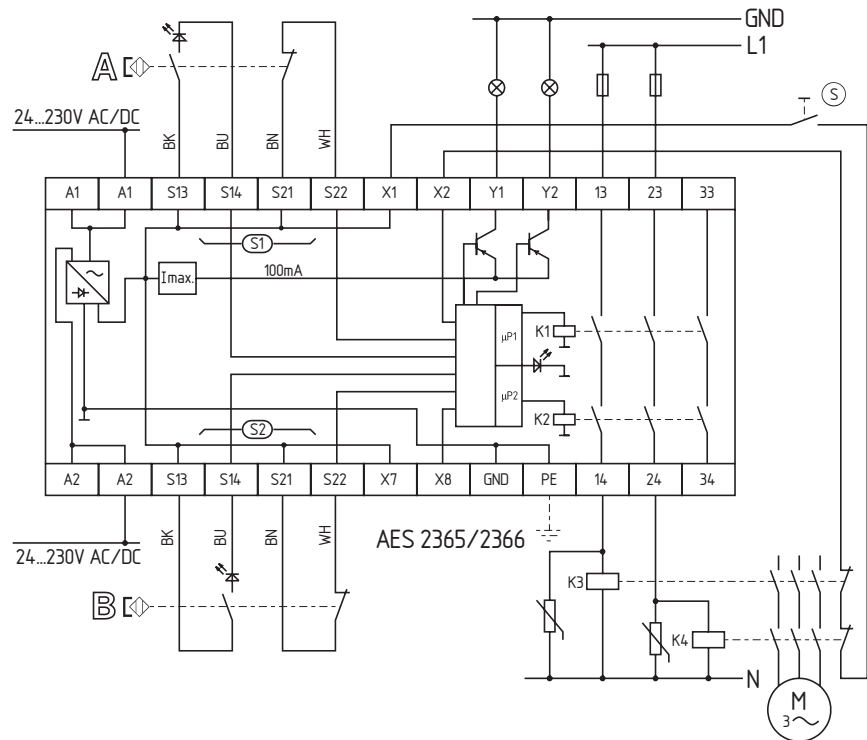 GND
L1
A
S
24...230V AC/DC
BK
BU
BN
WH
A1 A1 S13 S14 S21 S22 X1 X2 Y1 Y2 13 23 33
S1
Imax.
100mA
µP1
K1
µP2
K2
S2
A2 A2 S13 S14 S21 S22 X7 X8 GND PE 14 24 34
BK
BU
BN
WH
AES 2365/2366
24...230V AC/DC
K3
B
K4
N
M
3